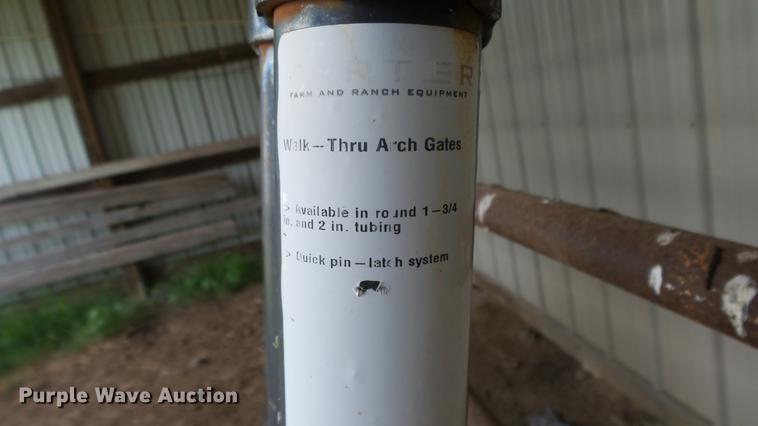 TARTER
FARM AND RANCH EQUIPMENT
Walk-Thru Arch Gates
> Available in round 1-3/4
in. and 2 in. tubing
> Quick pin-latch system
Purple Wave Auction